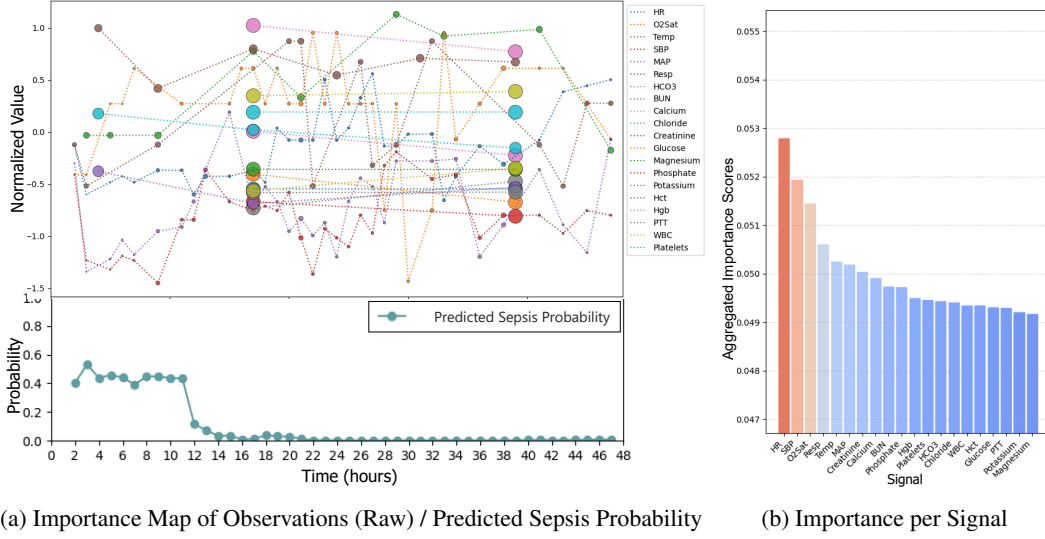 1.0
0.5
0.0
−0.5
−1.0
−1.5
Normalized Value
HR
O2Sat
Temp
SBP
MAP
Resp
HCO3
BUN
Calcium
Chloride
Creatinine
Glucose
Magnesium
Phosphate
Potassium
Hct
Hgb
PTT
WBC
Platelets
1.0
0.8
0.6
0.4
0.2
0.0
Probability
Predicted Sepsis Probability
0 2 4 6 8 10 12 14 16 18 20 22 24 26 28 30 32 34 36 38 40 42 44 46 48
Time (hours)
(a) Importance Map of Observations (Raw) / Predicted Sepsis Probability
0.055
0.054
0.053
0.052
0.051
0.050
0.049
0.048
0.047
Aggregated Importance Scores
HR
SBP
O2Sat
Resp
Temp
MAP
Creatinine
Calcium
BUN
Phosphate
Hgb
Platelets
HCO3
Chloride
WBC
Hct
Glucose
PTT
Potassium
Magnesium
Signal
(b) Importance per Signal